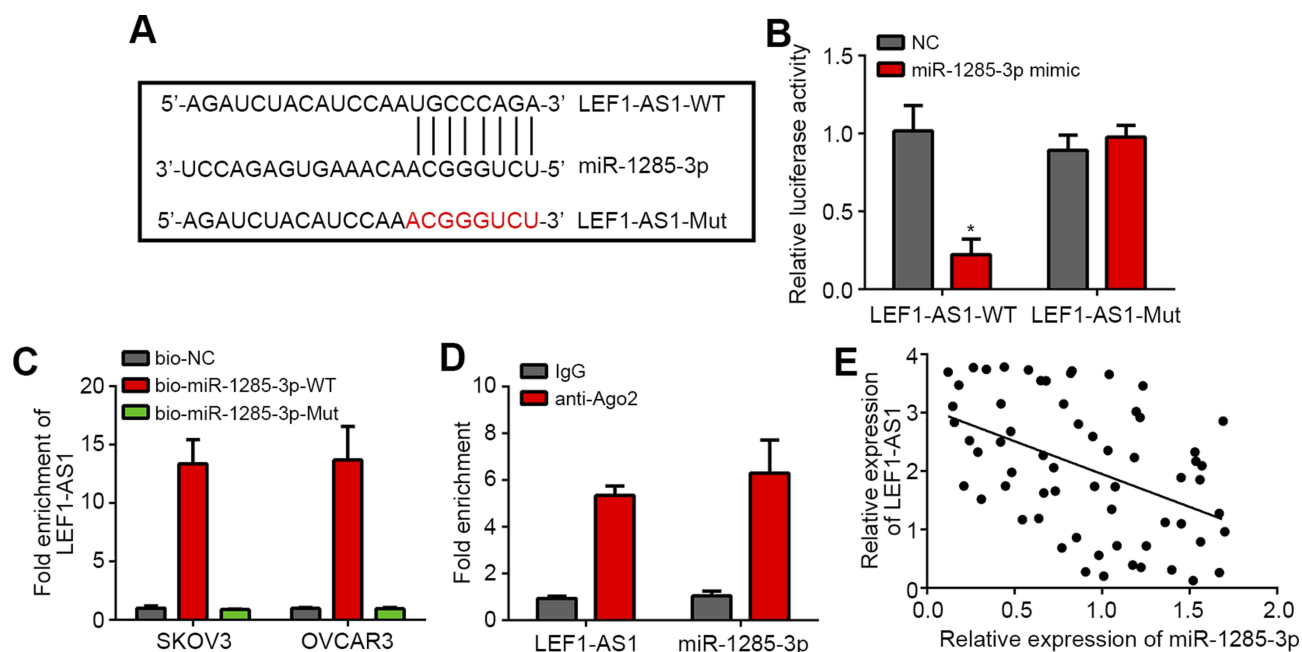 A
5’-AGAUCUACAUCCAAUGCCCAGA-3’ LEF1-AS1-WT
3’-UCCAGAGUGAAACAACGGGUCU-5’ miR-1285-3p
5’-AGAUCUACAUCCAAACGGGUCU-3’ LEF1-AS1-Mut
B
NC
miR-1285-3p mimic
Relative luciferase activity
1.5
1.0
0.5
0.0
*
LEF1-AS1-WT LEF1-AS1-Mut
C
bio-NC
bio-miR-1285-3p-WT
bio-miR-1285-3p-Mut
Fold enrichment of
LEF1-AS1
20
15
10
5
0
SKOV3 OVCAR3
D
IgG
anti-Ago2
Fold enrichment
10
8
6
4
2
0
LEF1-AS1 miR-1285-3p
E
Relative expression
of LEF1-AS1
4
3
2
1
0
0.0 0.5 1.0 1.5 2.0
Relative expression of miR-1285-3p